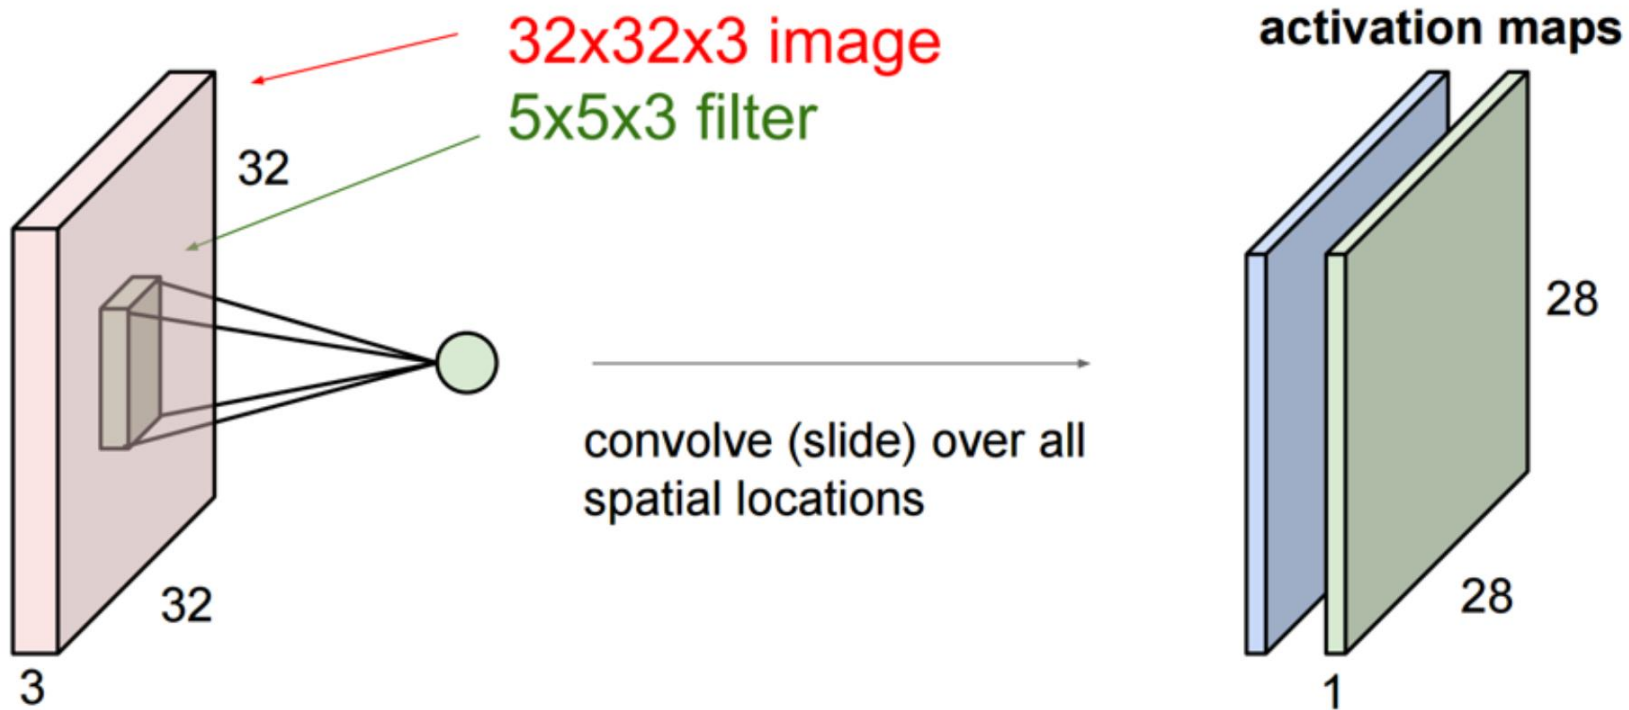 32x32x3 image
5x5x3 filter
32
32
3
convolve (slide) over all
spatial locations
activation maps
28
28
1